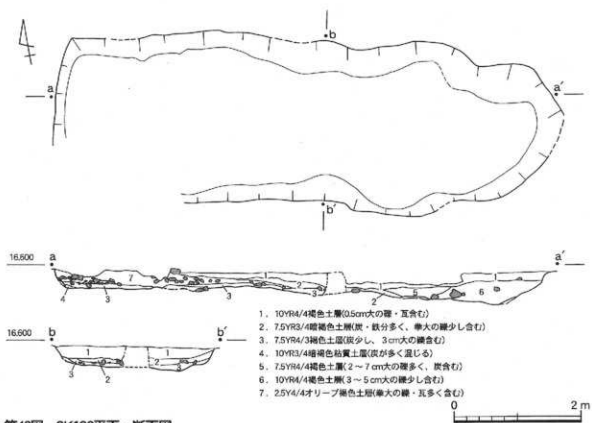 b
a
a′
b′
16.600
a
a′
1
7
2
1
4
3
3
3
2
5
6
16.600
b
b′
1
1
3
2
2
3
1．10YR4/4褐色土層(0.5cm大の礫・瓦含む)
2．7.5YR3/4暗褐色土層(炭・鉄分多く、拳大の礫少し含む)
3．7.5YR4/3褐色土層(炭少し、3cm大の礫含む)
4．10YR3/4暗褐色粘質土層(炭が多く混じる)
5．7.5YR4/4褐色土層(2～7cm大の礫多く、炭含む)
6．10YR4/4褐色土層(3～5cm大の礫少し含む)
7．2.5Y4/4オリーブ褐色土層(拳大の礫・瓦多く含む)
0 2m